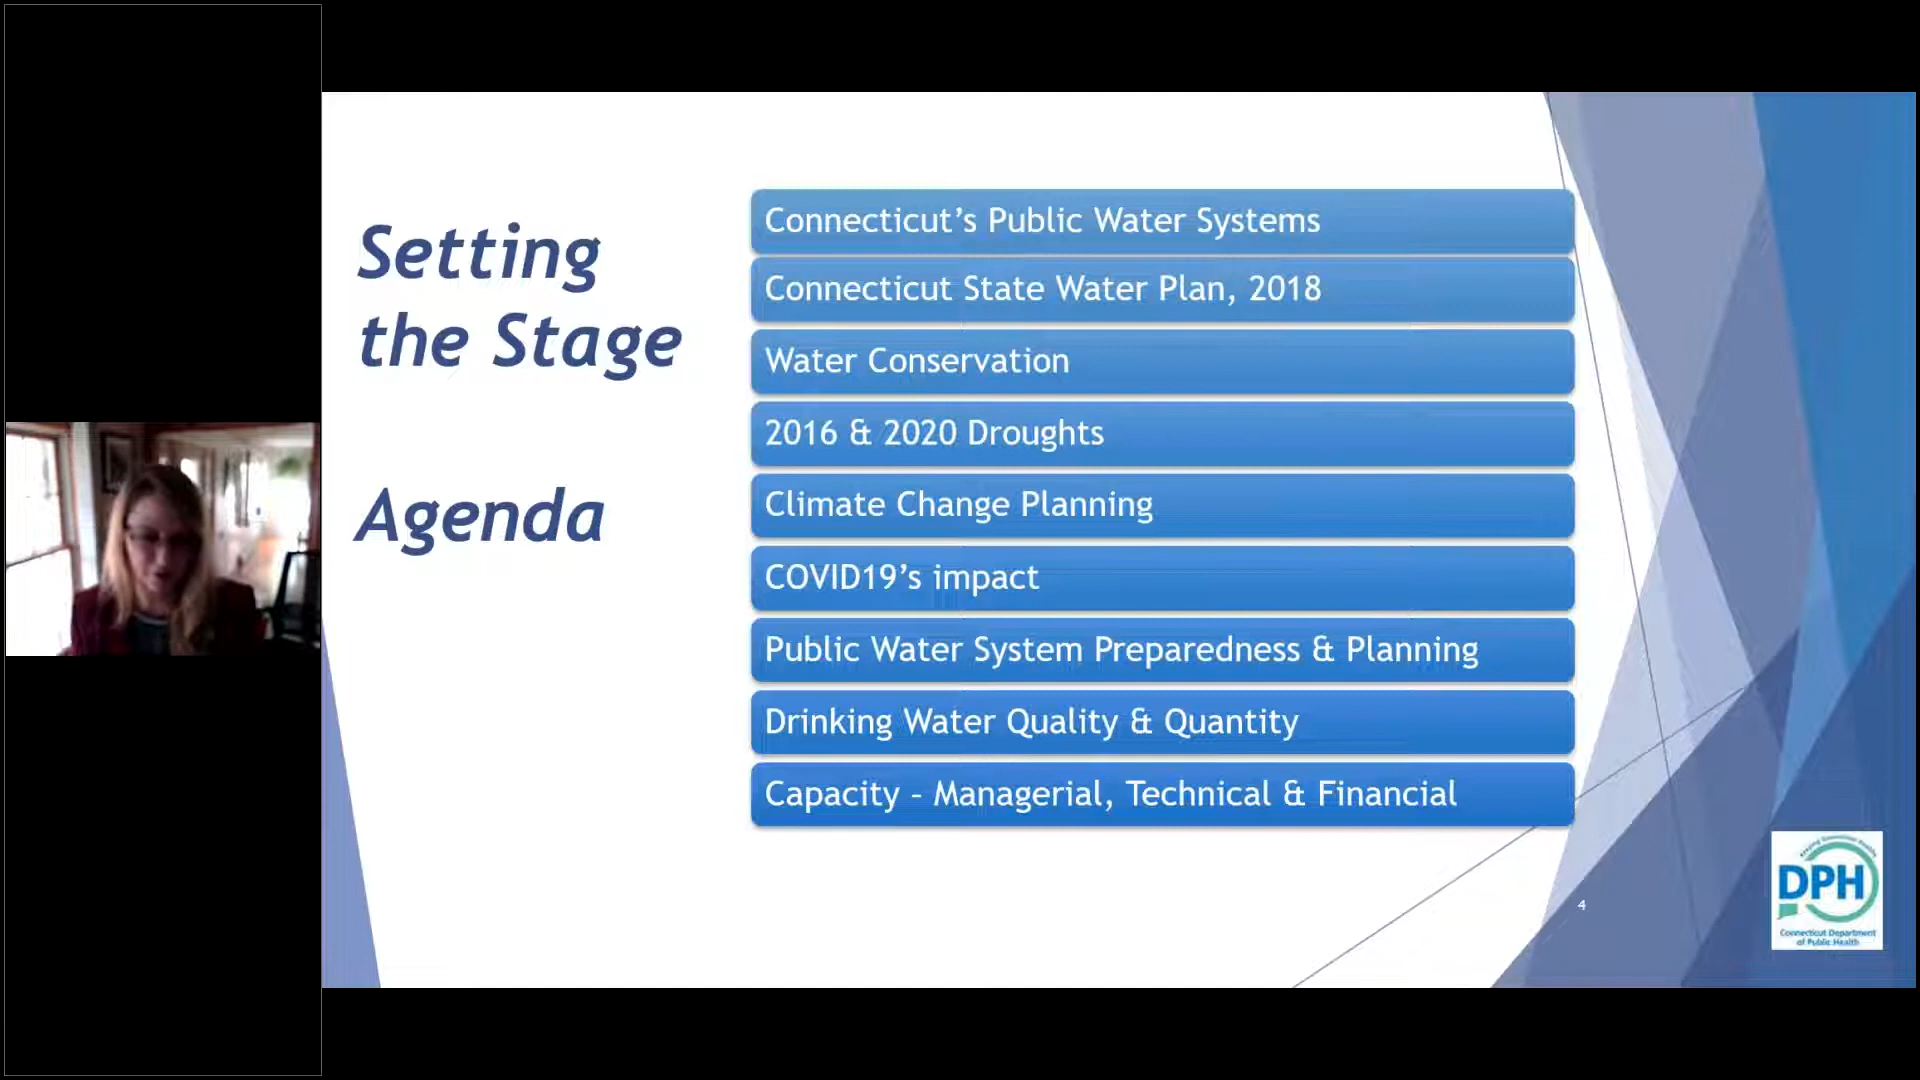 Setting
the Stage
Agenda
Connecticut's Public Water Systems
Connecticut State Water Plan, 2018
Water Conservation
2016 & 2020 Droughts
Climate Change Planning
COVID19's impact
Public Water System Preparedness & Planning
Drinking Water Quality & Quantity
Capacity - Managerial, Technical & Financial
4
DPH
Connecticut Department
of Public Health